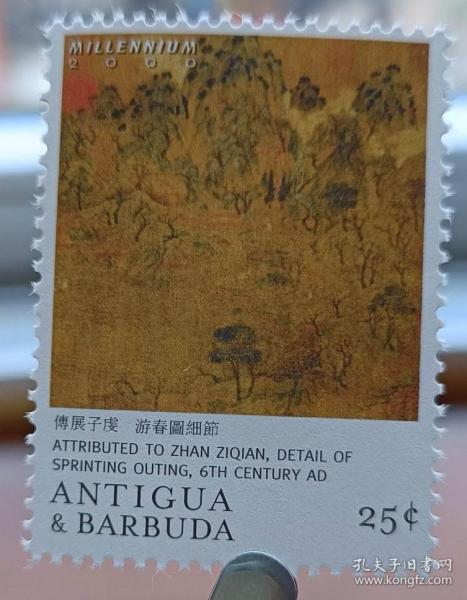 MILLENNIUM
2000
傳展子虔 游春圖細節
ATTRIBUTED TO ZHAN ZIQIAN, DETAIL OF
SPRINTING OUTING, 6TH CENTURY AD
ANTIGUA
& BARBUDA
25¢
孔夫子旧书网
www.kongfz.com